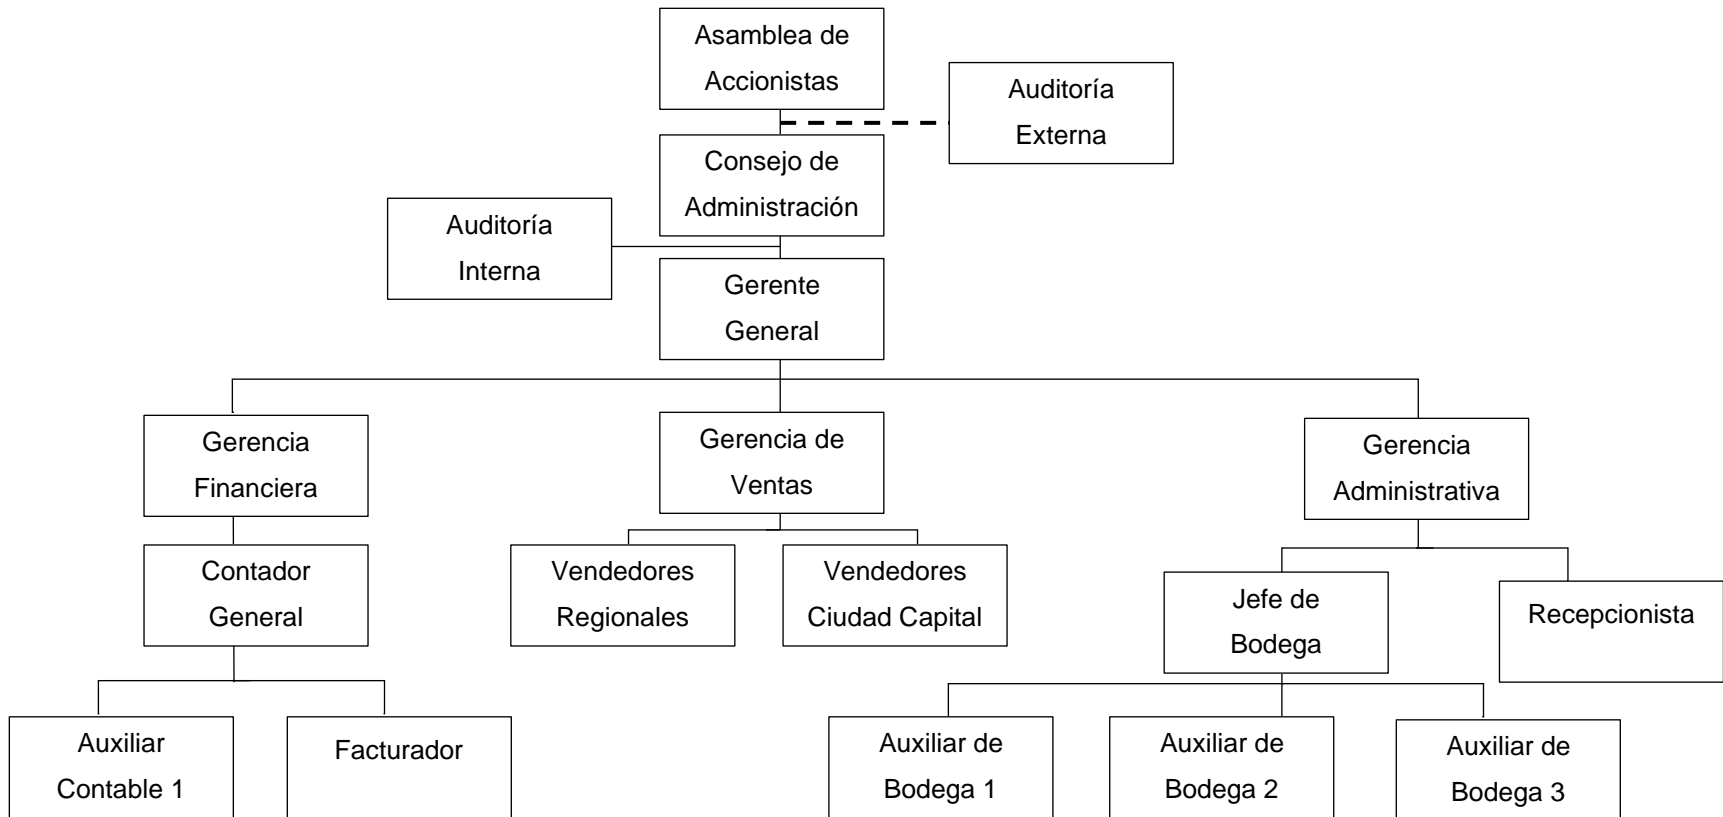 Asamblea de
Accionistas
Auditoría
Externa
Consejo de
Administración
Auditoría
Interna
Gerente
General
Gerencia
Financiera
Gerencia de
Ventas
Gerencia
Administrativa
Contador
General
Vendedores
Regionales
Vendedores
Ciudad Capital
Jefe de
Bodega
Recepcionista
Auxiliar
Contable 1
Facturador
Auxiliar de
Bodega 1
Auxiliar de
Bodega 2
Auxiliar de
Bodega 3